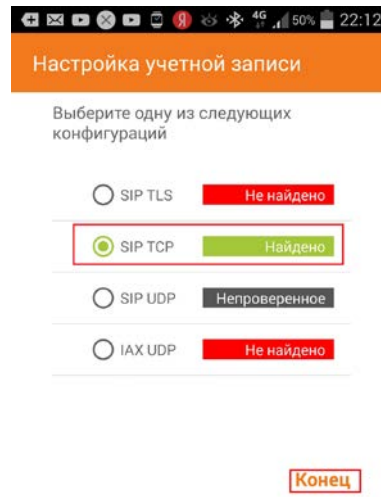 4G 50% 22:12
Настройка учетной записи
Выберите одну из следующих
конфигураций
SIP TLS Не найдено
SIP TCP Найдено
SIP UDP Непроверенное
IAX UDP Не найдено
Конец